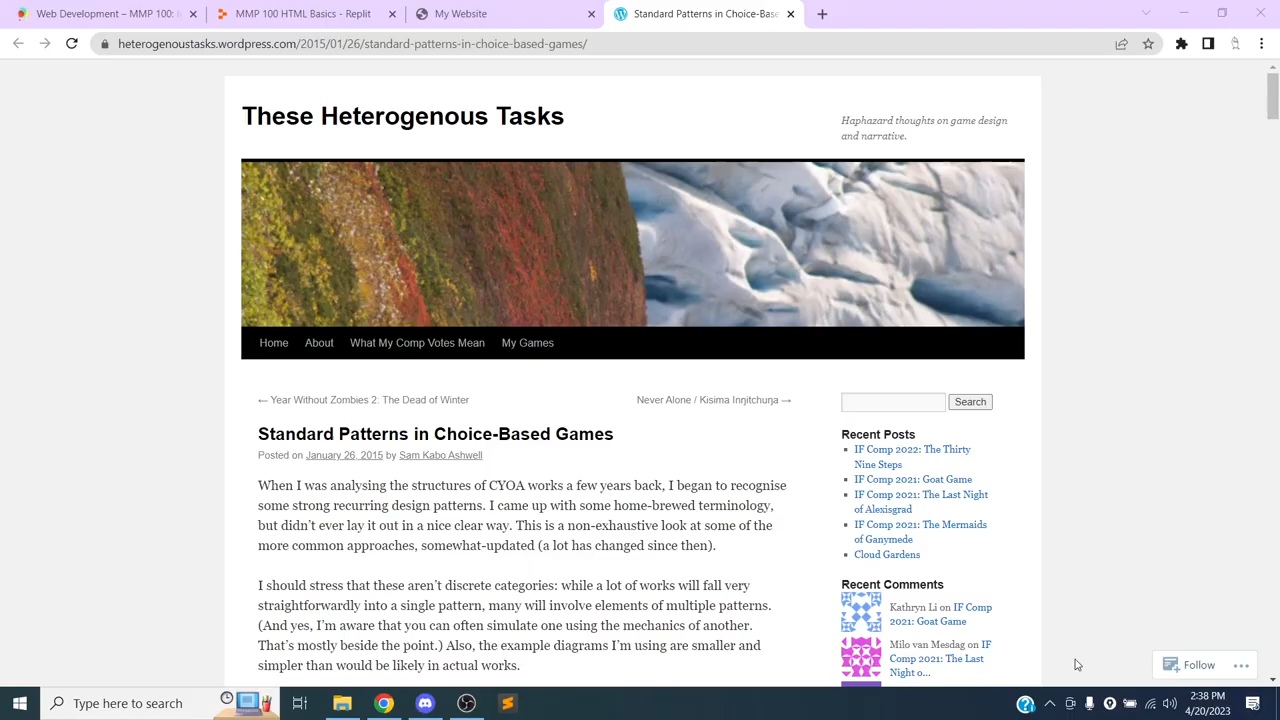 Development - MMP 100: I
MMP 100 - Home
My Website
Standard Patterns in Choice-Base
heterogenoustasks.wordpress.com/2015/01/26/standard-patterns-in-choice-based-games/
These Heterogenous Tasks
Haphazard thoughts on game design
and narrative.
Home About What My Comp Votes Mean My Games
← Year Without Zombies 2: The Dead of Winter
Never Alone / Kisima Inŋitchuŋa →
Search
Standard Patterns in Choice-Based Games
Posted on January 26, 2015 by Sam Kabo Ashwell
When I was analysing the structures of CYOA works a few years back, I began to recognise
some strong recurring design patterns. I came up with some home-brewed terminology,
but didn't ever lay it out in a nice clear way. This is a non-exhaustive look at some of the
more common approaches, somewhat-updated (a lot has changed since then).
I should stress that these aren't discrete categories: while a lot of works will fall very
straightforwardly into a single pattern, many will involve elements of multiple patterns.
(And yes, I'm aware that you can often simulate one using the mechanics of another.
That's mostly beside the point.) Also, the example diagrams I'm using are smaller and
simpler than would be likely in actual works.
Recent Posts
IF Comp 2022: The Thirty
Nine Steps
IF Comp 2021: Goat Game
IF Comp 2021: The Last Night
of Alexisgrad
IF Comp 2021: The Mermaids
of Ganymede
Cloud Gardens
Recent Comments
Kathryn Li on IF Comp
2021: Goat Game
Milo van Mesdag on IF
Comp 2021: The Last
Night o...
Follow
Type here to search
2:38 PM
4/20/2023